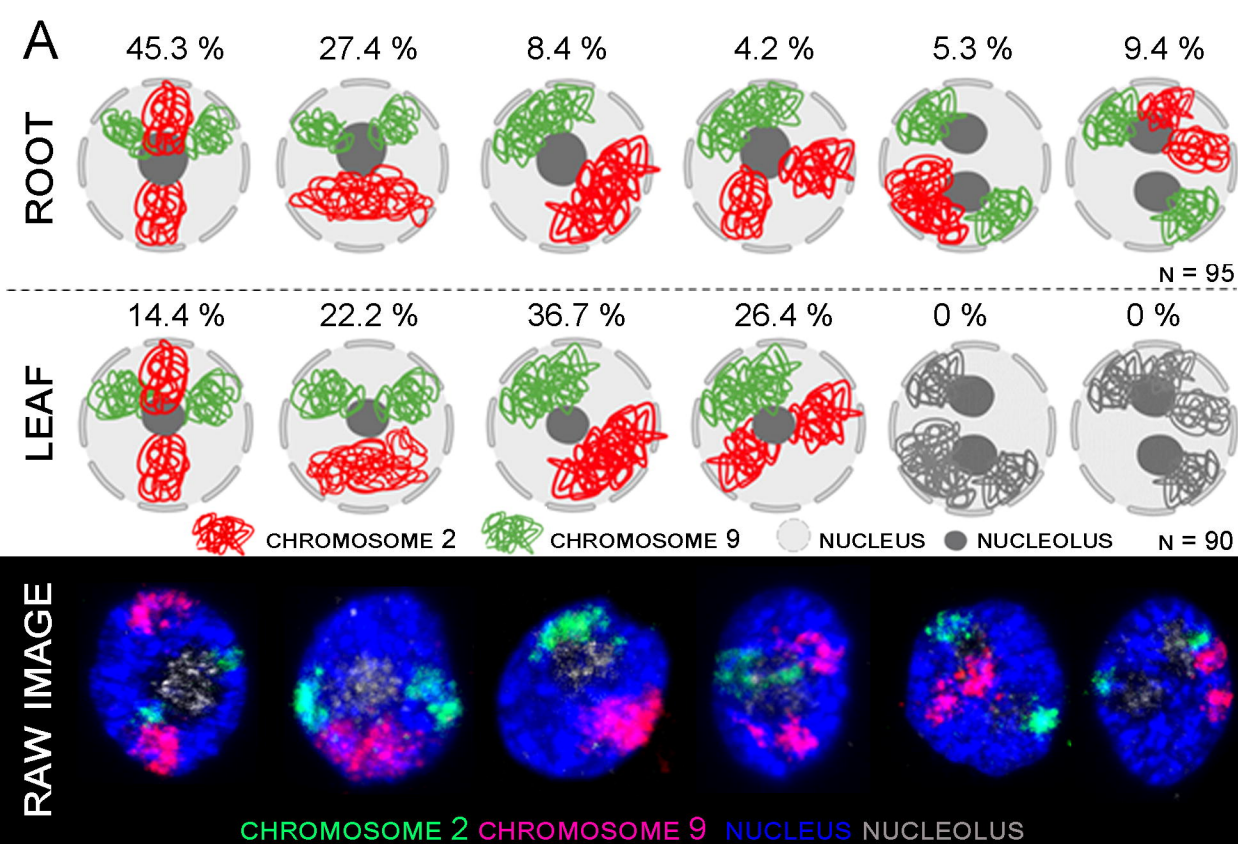 A
45.3 % 27.4 % 8.4 % 4.2 % 5.3 % 9.4 %
ROOT
N = 95
14.4 % 22.2 % 36.7 % 26.4 % 0 % 0 %
LEAF
CHROMOSOME 2 CHROMOSOME 9 NUCLEUS NUCLEOLUS N = 90
RAW IMAGE
CHROMOSOME 2 CHROMOSOME 9 NUCLEUS NUCLEOLUS